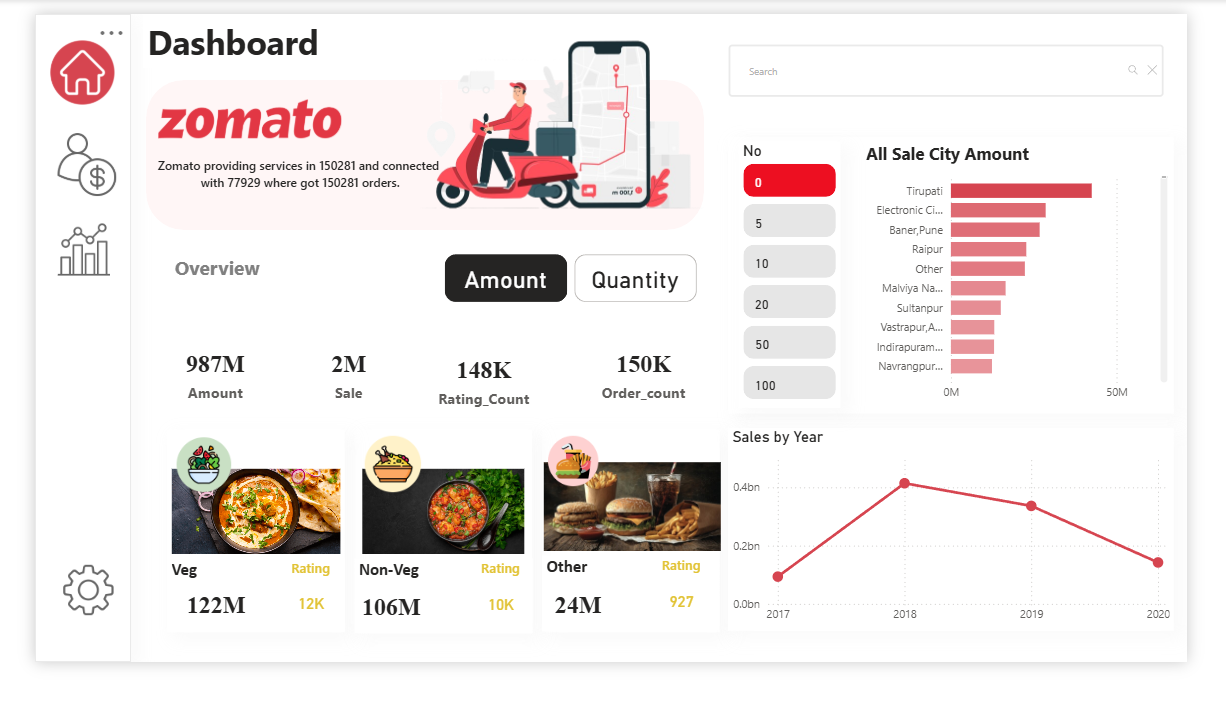 Dashboard
zomato
Zomato providing services in 150281 and connected
with 77929 where got 150281 orders.
Search
Overview
Amount
Quantity
987M
Amount
2M
Sale
148K
Rating_Count
150K
Order_count
No
0
5
10
20
50
100
All Sale City Amount
Tirupati
Electronic Ci...
Baner,Pune
Raipur
Other
Malviya Na...
Sultanpur
Vastrapur,A...
Indirapuram...
Navrangpur...
0M
50M
Veg
Rating
122M
12K
Non-Veg
Rating
106M
10K
Other
Rating
24M
927
Sales by Year
0.4bn
0.2bn
0.0bn
2017
2018
2019
2020